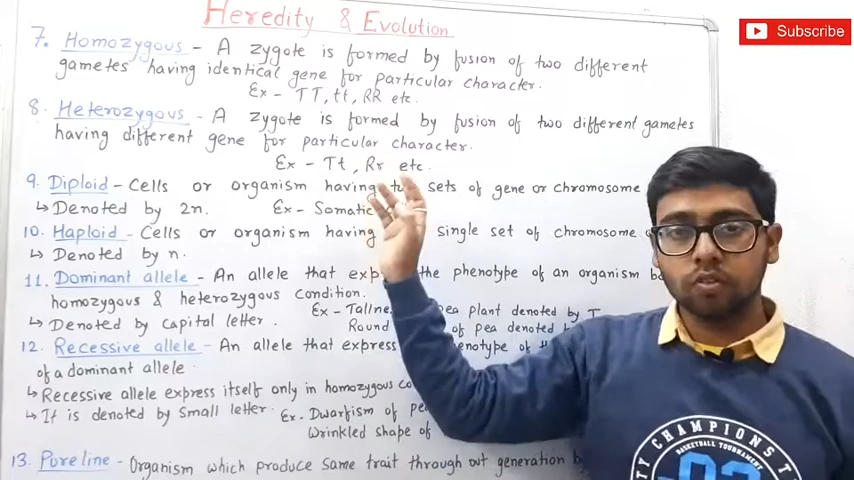 Heredity & Evolution
Subscribe
7. Homozygous - A zygote is formed by fusion of two different
gametes having identical gene for particular character.
Ex - TT, tt, RR etc.
8. Heterozygous - A zygote is formed by fusion of two different gametes
having different gene for particular character.
Ex - Tt, Rr etc.
9. Diploid - Cells or organism having two sets of gene or chromosome
↳ Denoted by 2n. Ex - Somatic
10. Haploid - Cells or organism having single set of chromosome
↳ Denoted by n.
11. Dominant allele - An allele that the phenotype of an organism
homozygous & heterozygous condition.
↳ Denoted by capital letter. pea plant denoted by T
Round of pea denoted
12. Recessive allele - An allele that express
of a dominant allele
↳ Recessive allele express itself only in homozygous
↳ It is denoted by small letter. Ex. Dwarfism of
Wrinkled shape of
13. Pureline - Organism which produce same trait through out generation
BASKETBALL CHAMPIONS
TOURNAMENT